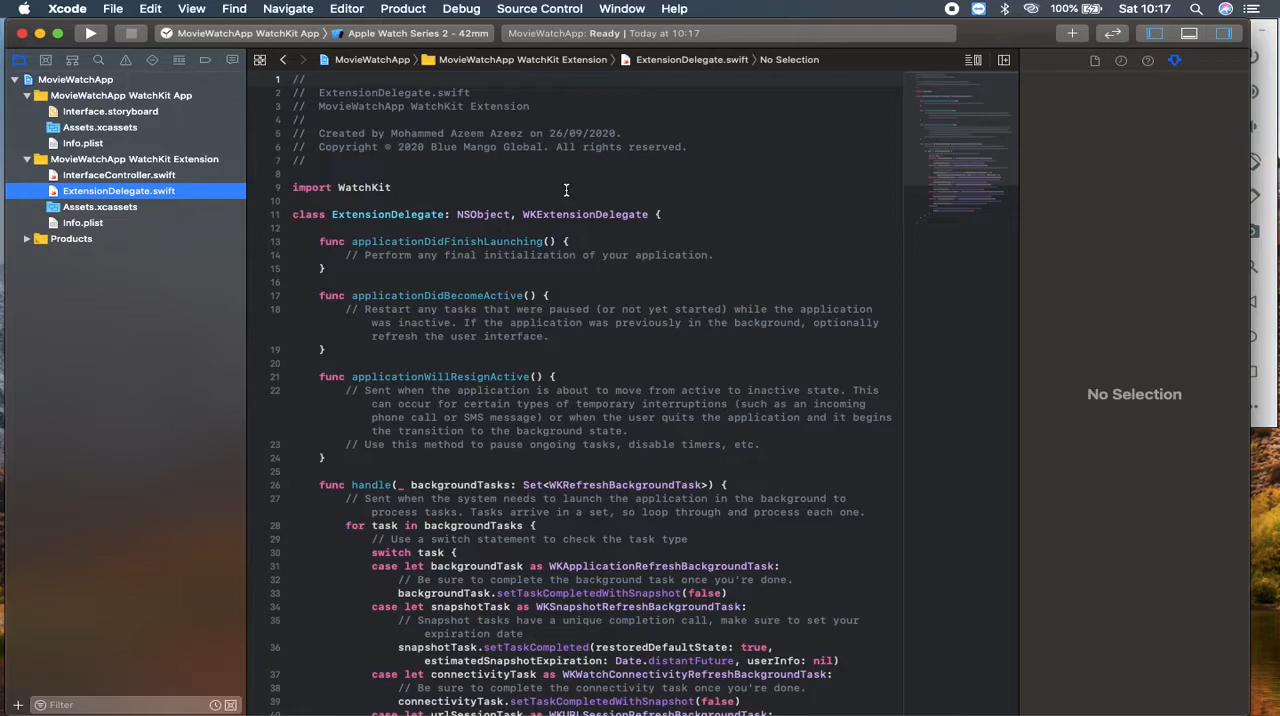 Xcode File Edit View Find Navigate Editor Product Debug Source Control Window Help 100% Sat 10:17
MovieWatchApp WatchKit App Apple Watch Series 2 - 42mm MovieWatchApp: Ready | Today at 10:17
MovieWatchApp MovieWatchApp WatchKit Extension ExtensionDelegate.swift No Selection
MovieWatchApp
MovieWatchApp WatchKit App
Interface.storyboard
Assets.xcassets
Info.plist
MovieWatchApp WatchKit Extension
InterfaceController.swift
ExtensionDelegate.swift
Assets.xcassets
Info.plist
Products
Filter
1 //
2 // ExtensionDelegate.swift
3 // MovieWatchApp WatchKit Extension
4 //
5 // Created by Mohammed Azeem Azeez on 26/09/2020.
6 // Copyright © 2020 Blue Mango Global. All rights reserved.
7 //
8
9 import WatchKit
10
11 class ExtensionDelegate: NSObject, WKExtensionDelegate {
12
13 func applicationDidFinishLaunching() {
14 // Perform any final initialization of your application.
15 }
16
17 func applicationDidBecomeActive() {
18 // Restart any tasks that were paused (or not yet started) while the application
was inactive. If the application was previously in the background, optionally
refresh the user interface.
19 }
20
21 func applicationWillResignActive() {
22 // Sent when the application is about to move from active to inactive state. This
can occur for certain types of temporary interruptions (such as an incoming
phone call or SMS message) or when the user quits the application and it begins
the transition to the background state.
23 // Use this method to pause ongoing tasks, disable timers, etc.
24 }
25
26 func handle(_ backgroundTasks: Set<WKRefreshBackgroundTask>) {
27 // Sent when the system needs to launch the application in the background to
process tasks. Tasks arrive in a set, so loop through and process each one.
28 for task in backgroundTasks {
29 // Use a switch statement to check the task type
30 switch task {
31 case let backgroundTask as WKApplicationRefreshBackgroundTask:
32 // Be sure to complete the background task once you're done.
33 backgroundTask.setTaskCompletedWithSnapshot(false)
34 case let snapshotTask as WKSnapshotRefreshBackgroundTask:
35 // Snapshot tasks have a unique completion call, make sure to set your
expiration date
36 snapshotTask.setTaskCompleted(restoredDefaultState: true,
estimatedSnapshotExpiration: Date.distantFuture, userInfo: nil)
37 case let connectivityTask as WKWatchConnectivityRefreshBackgroundTask:
38 // Be sure to complete the connectivity task once you're done.
39 connectivityTask.setTaskCompletedWithSnapshot(false)
40 case let urlSessionTask as WKURLSessionRefreshBackgroundTask:
No Selection